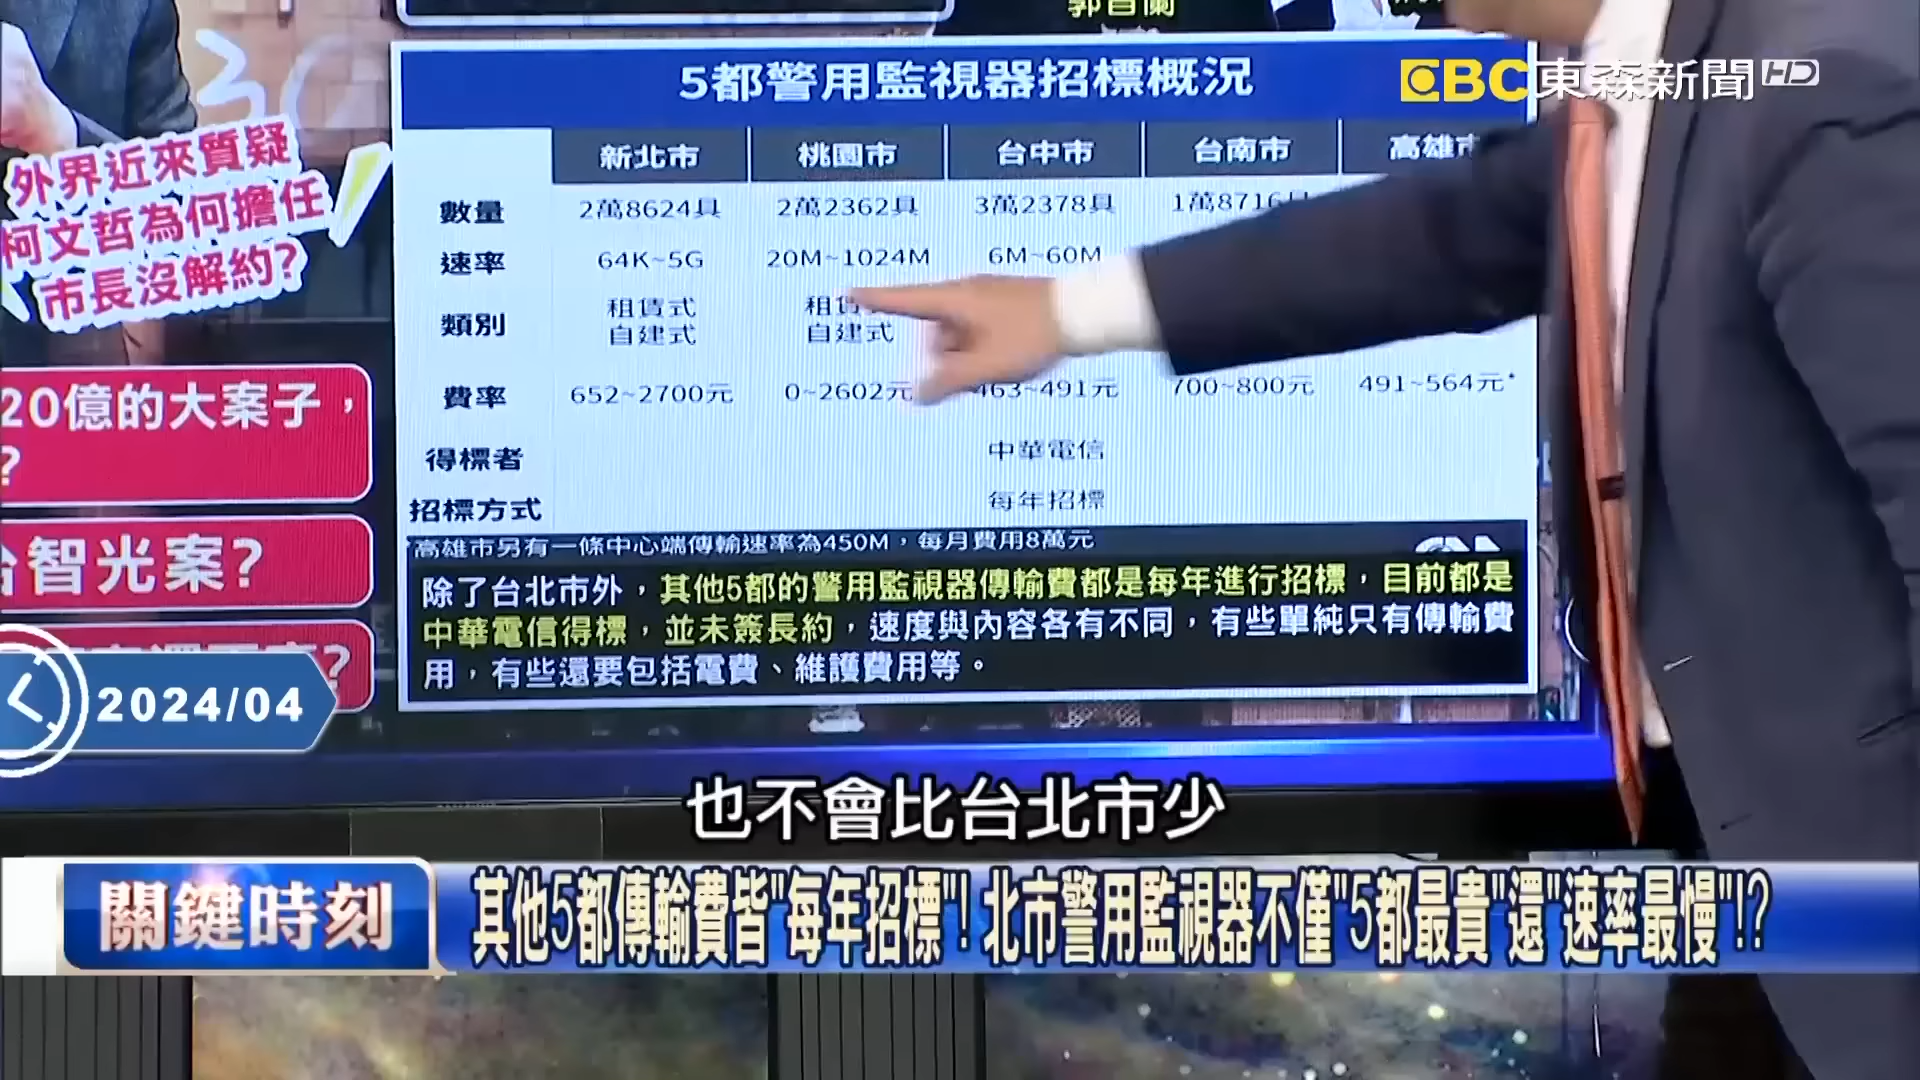 5都警用監視器招標概況
EBC東森新聞HD
外界近來質疑
柯文哲為何擔任
市長沒解約?
新北市 桃園市 台中市 台南市 高雄市
數量 2萬8624具 2萬2362具 3萬2378具 1萬8716具
速率 64K~5G 20M~1024M 6M~60M
類別 租賃式 自建式 租賃式 自建式
費率 652~2700元 0~2602元 463~491元 700~800元 491~564元*
得標者 中華電信
招標方式 每年招標
*高雄市另有一條中心端傳輸速率為450M，每月費用8萬元
除了台北市外，其他5都的警用監視器傳輸費都是每年進行招標，目前都是
中華電信得標，並未簽長約，速度與內容各有不同，有些單純只有傳輸費
用，有些還要包括電費、維護費用等。
20億的大案子，
?
智光案?
2024/04
也不會比台北市少
關鍵時刻
其他5都傳輸費皆"每年招標"! 北市警用監視器不僅"5都最貴"還"速率最慢"!?